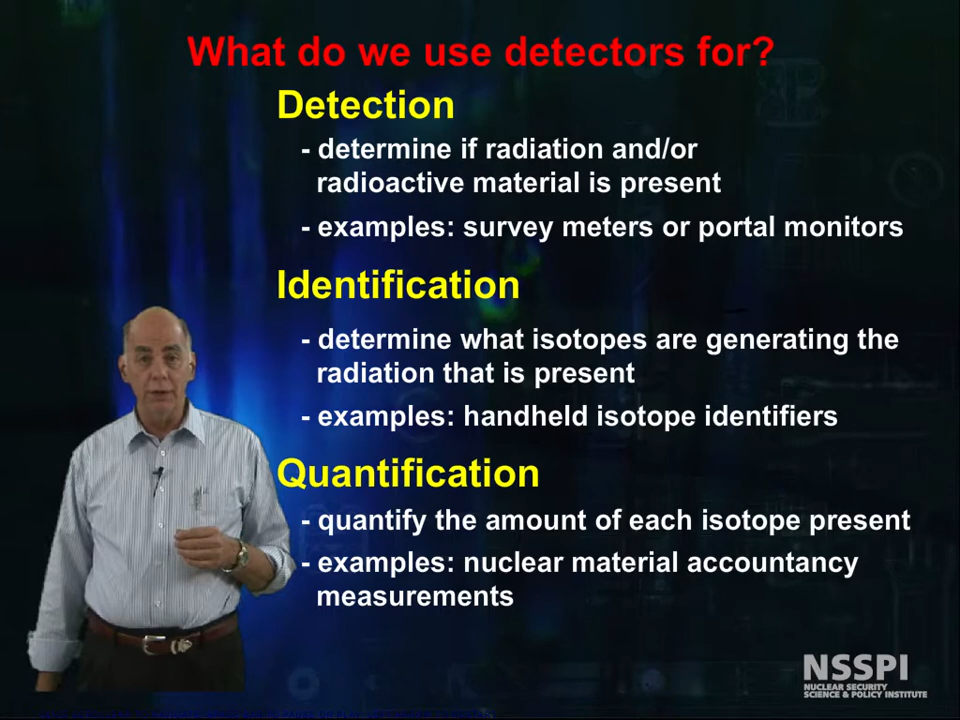 What do we use detectors for?
Detection
- determine if radiation and/or
radioactive material is present
- examples: survey meters or portal monitors
Identification
- determine what isotopes are generating the
radiation that is present
- examples: handheld isotope identifiers
Quantification
- quantify the amount of each isotope present
- examples: nuclear material accountancy
measurements
NSSPI
NUCLEAR SECURITY
SCIENCE & POLICY INSTITUTE